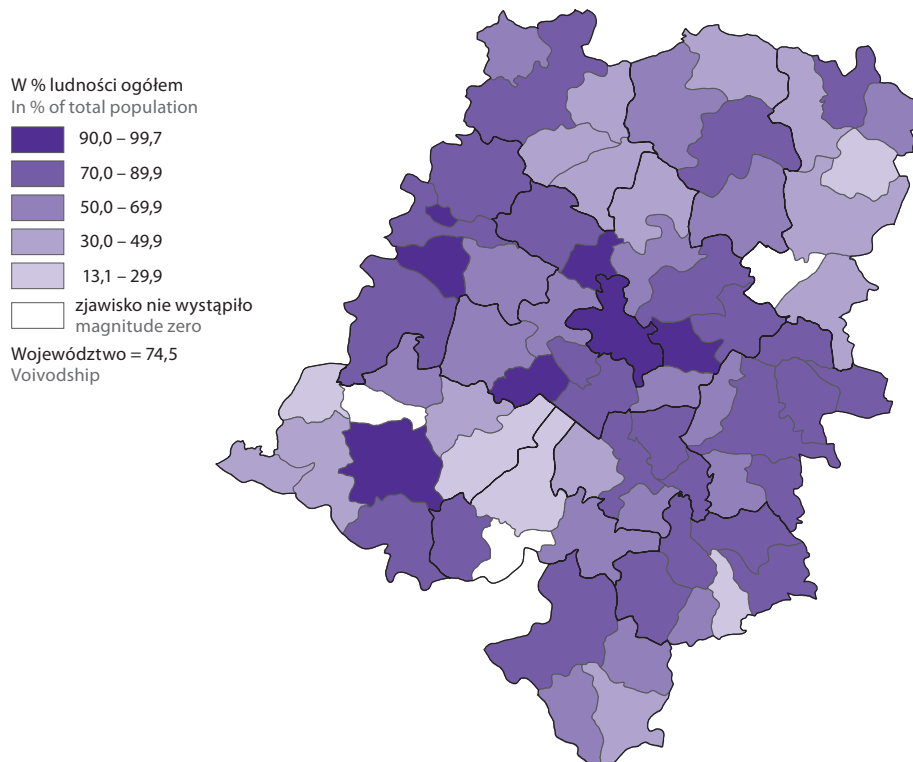 W % ludności ogółem
In % of total population
90,0 – 99,7
70,0 – 89,9
50,0 – 69,9
30,0 – 49,9
13,1 – 29,9
zjawisko nie wystąpiło
magnitude zero
Województwo = 74,5
Voivodship